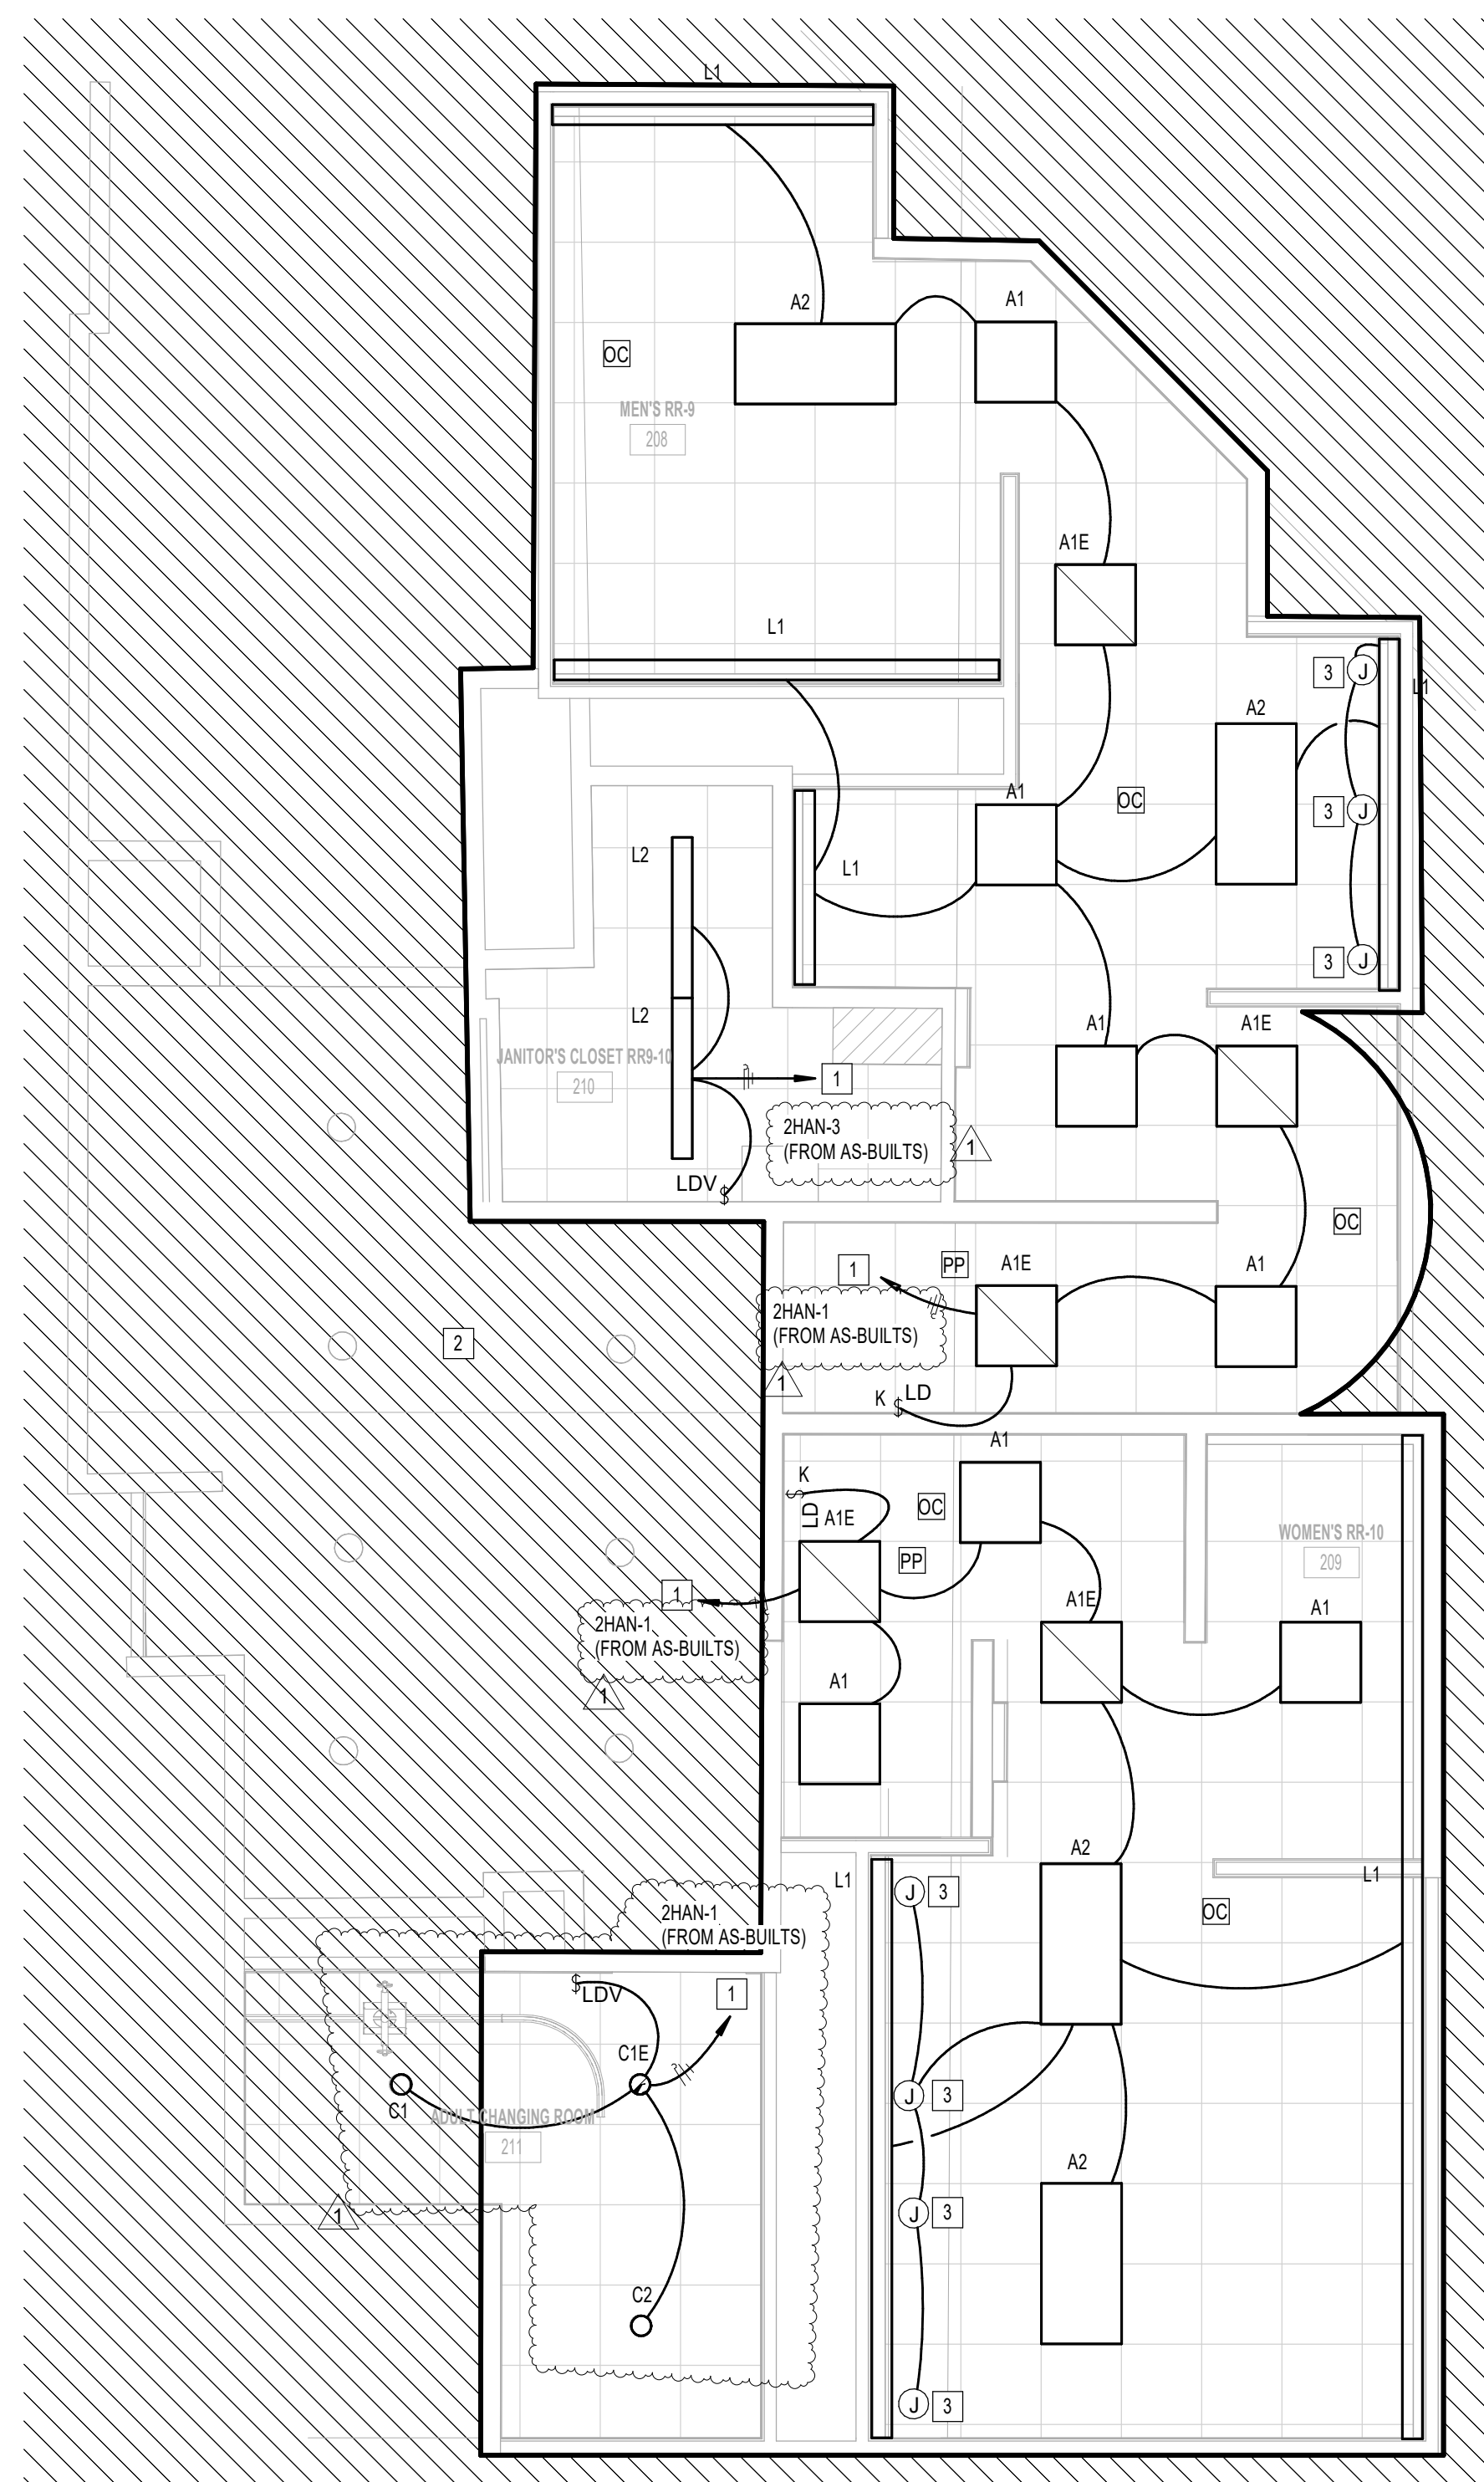 L1
A2
A1
OC
MEN'S RR-9
208
A1E
L1
3
J
L1
A2
A1
OC
3
J
L2
L1
3
J
L2
A1
A1E
JANITOR'S CLOSET RR9-10
210
1
2HAN-3
(FROM AS-BUILTS)
1
LDV
$
OC
1
PP
A1E
A1
2HAN-1
(FROM AS-BUILTS)
2
1
K
$
LD
A1
K
$
LD
A1E
OC
WOMEN'S RR-10
209
PP
1
A1E
A1
2HAN-1
(FROM AS-BUILTS)
A1
1
A2
L1
L1
J
3
OC
2HAN-1
(FROM AS-BUILTS)
$
LDV
1
C1E
J
3
C1
ADULT CHANGING ROOM
211
A2
1
J
3
C2
J
3